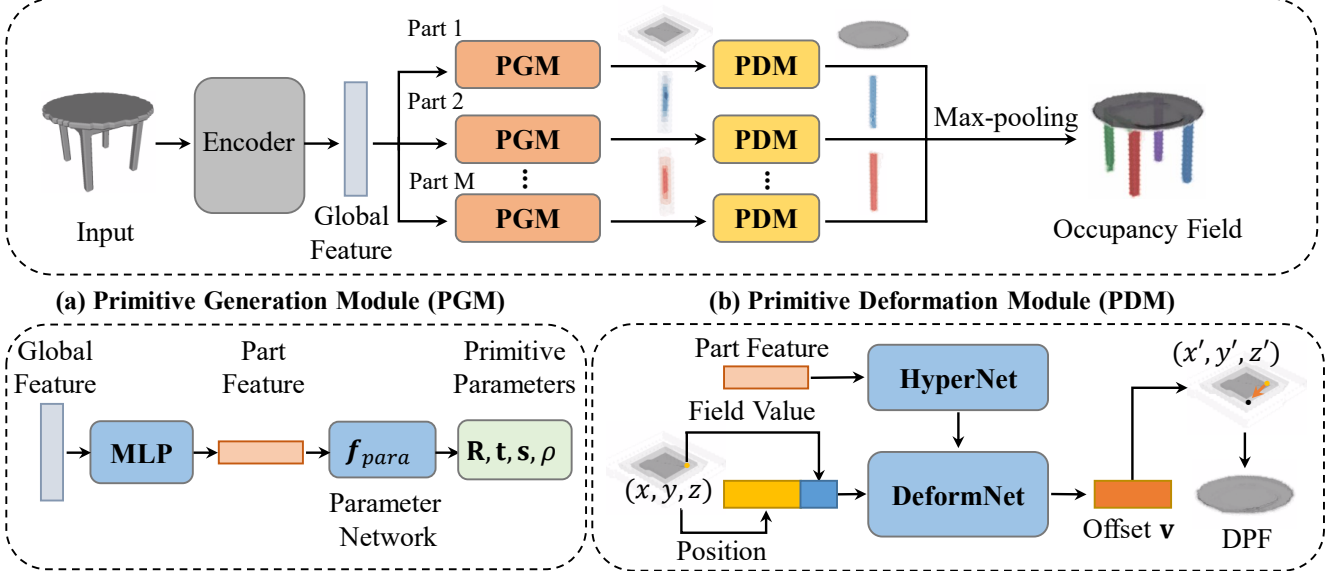 Part 1
PGM
PDM
Part 2
Encoder
PGM
PDM
Max-pooling
Part M
PGM
PDM
Input
Global
Feature
Occupancy Field
(a) Primitive Generation Module (PGM)
Global
Feature
Part
Feature
Primitive
Parameters
MLP
f_para
R, t, s, ρ
Parameter
Network
(b) Primitive Deformation Module (PDM)
Part Feature
HyperNet
(x′, y′, z′)
Field Value
(x, y, z)
DeformNet
Position
Offset v
DPF